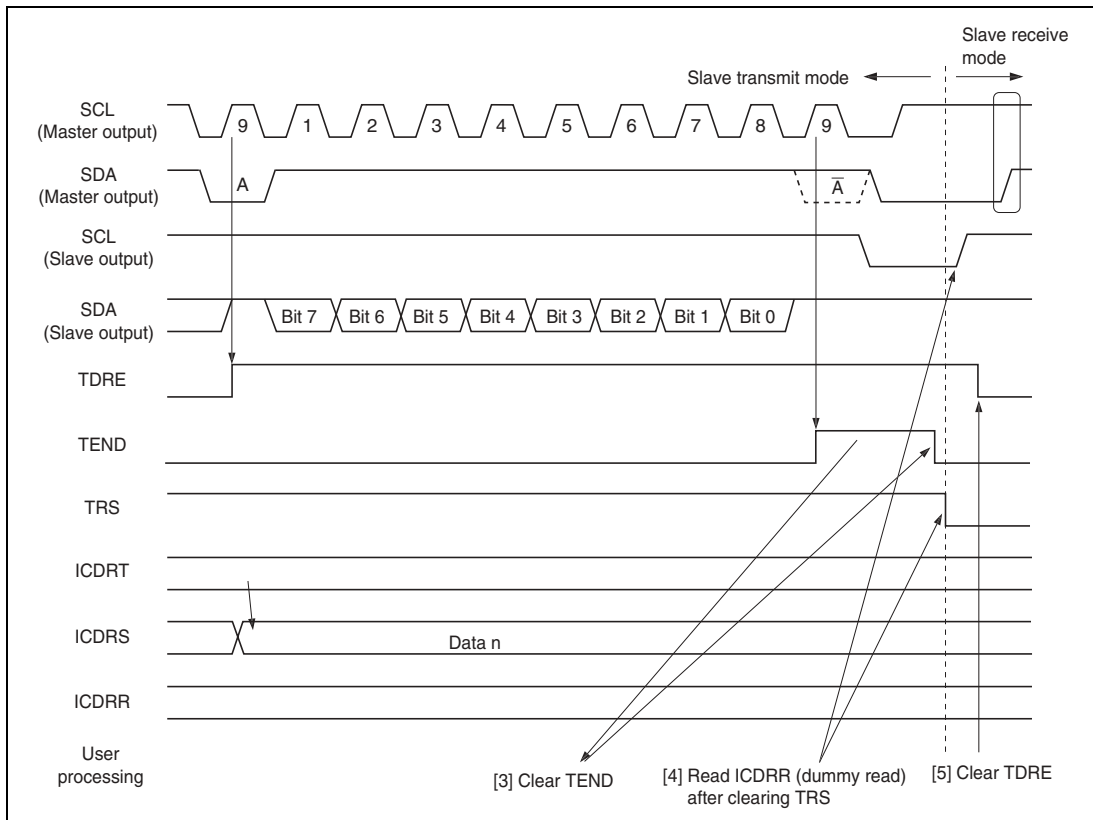 Slave receive
mode
Slave transmit mode
SCL
(Master output)
9 1 2 3 4 5 6 7 8 9
SDA
(Master output)
A A̅
SCL
(Slave output)
SDA
(Slave output)
Bit 7 Bit 6 Bit 5 Bit 4 Bit 3 Bit 2 Bit 1 Bit 0
TDRE
TEND
TRS
ICDRT
ICDRS
Data n
ICDRR
User
processing
[3] Clear TEND
[4] Read ICDRR (dummy read)
after clearing TRS
[5] Clear TDRE